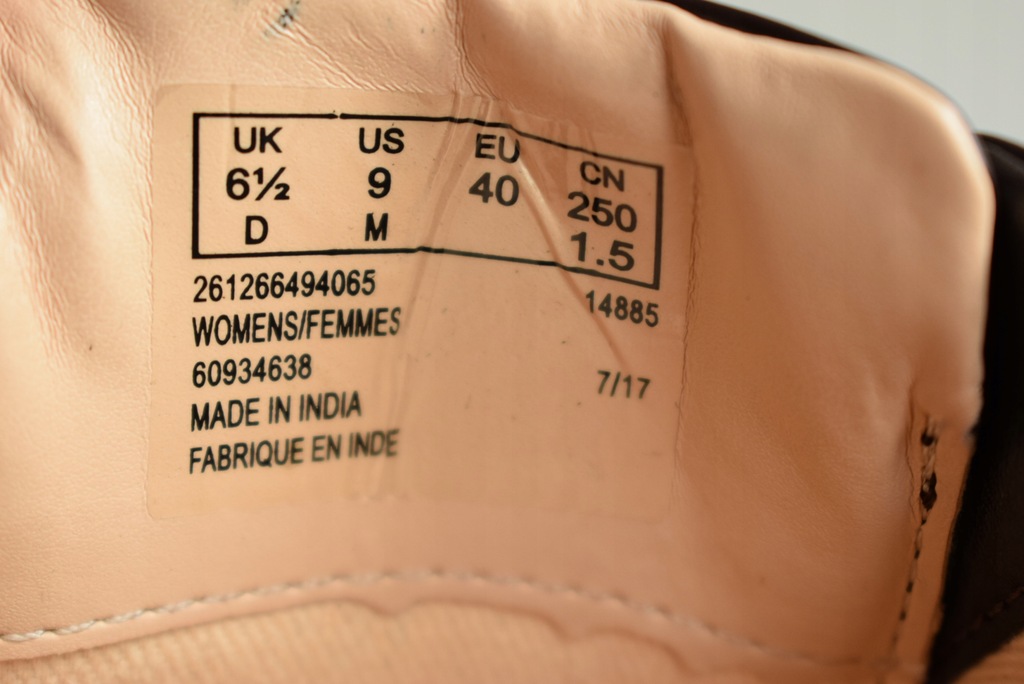 UK US EU CN
6½ 9 40 250
D M 1.5
261266494065 14885
WOMENS/FEMMES
60934638 7/17
MADE IN INDIA
FABRIQUE EN INDE